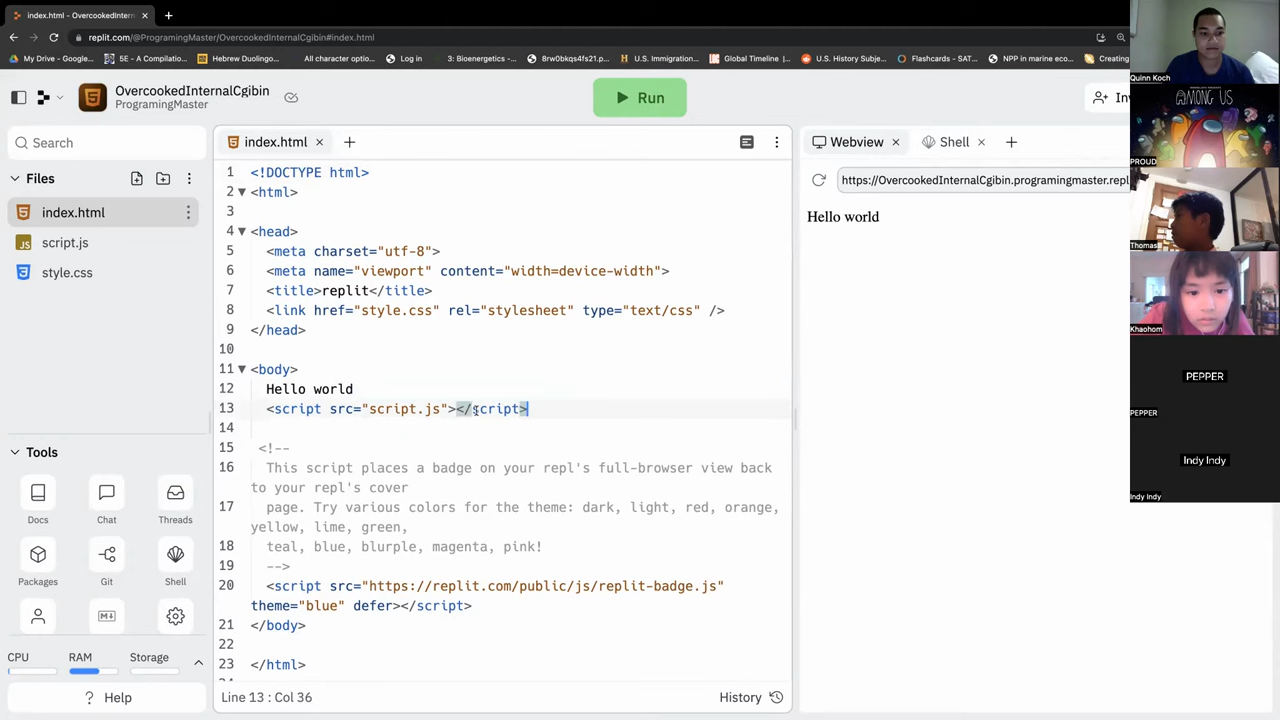 index.html - OvercookedIntern
replit.com/@ProgramingMaster/OvercookedInternalCgibin#index.html
My Drive - Google... 5E - A Compilatio... Hebrew Duolingo... All character option... Log in 3: Bioenergetics -... 8rw0bkqs4fs21.p... U.S. Immigration... Global Timeline |... U.S. History Subje... Flashcards - SAT... NPP in marine eco... Creating
OvercookedInternalCgibin
ProgramingMaster
Run
Inv
Search
Files
index.html
script.js
style.css
Tools
Docs Chat Threads
Packages Git Shell
CPU RAM Storage
? Help
index.html
1 <!DOCTYPE html>
2 <html>
3
4 <head>
5 <meta charset="utf-8">
6 <meta name="viewport" content="width=device-width">
7 <title>replit</title>
8 <link href="style.css" rel="stylesheet" type="text/css" />
9 </head>
10
11 <body>
12 Hello world
13 <script src="script.js"></script>
14
15 <!--
16 This script places a badge on your repl's full-browser view back
to your repl's cover
17 page. Try various colors for the theme: dark, light, red, orange,
yellow, lime, green,
18 teal, blue, blurple, magenta, pink!
19 -->
20 <script src="https://replit.com/public/js/replit-badge.js"
theme="blue" defer></script>
21 </body>
22
23 </html>
Line 13 : Col 36
History
Webview Shell
https://OvercookedInternalCgibin.programingmaster.repl
Hello world
Quinn Koch
AMONG US
PROUD
Thomas
Khaohom
PEPPER
PEPPER
Indy Indy
Indy Indy